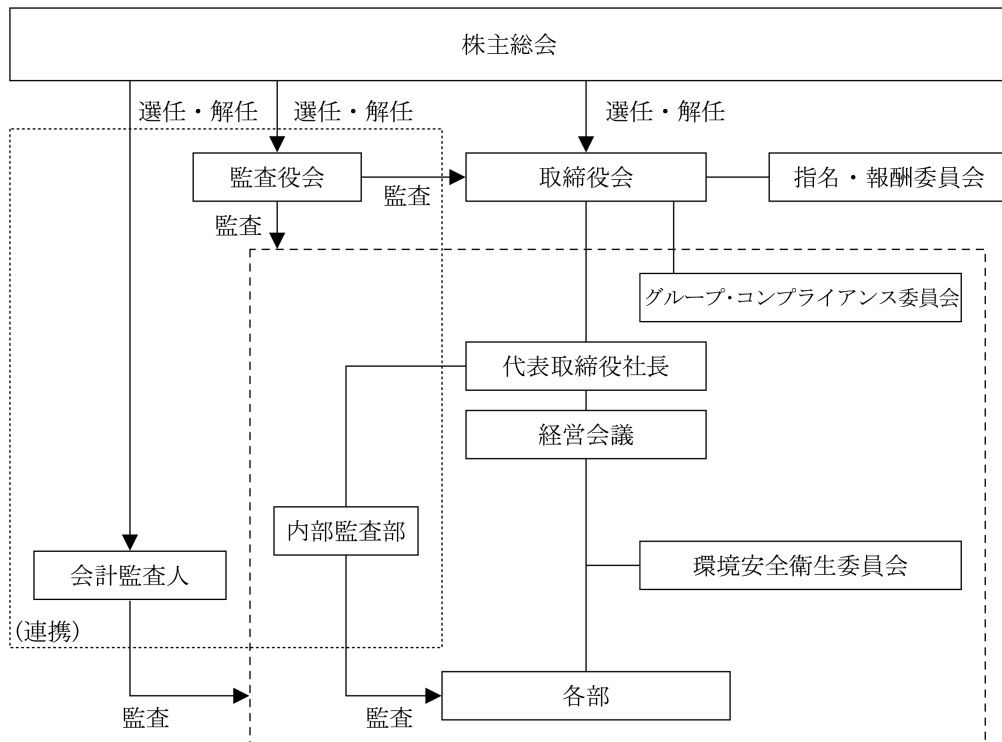 株主総会
選任・解任
選任・解任
選任・解任
監査役会
取締役会
指名・報酬委員会
監査
監査
グループ・コンプライアンス委員会
代表取締役社長
経営会議
内部監査部
環境安全衛生委員会
会計監査人
(連携)
各部
監査
監査